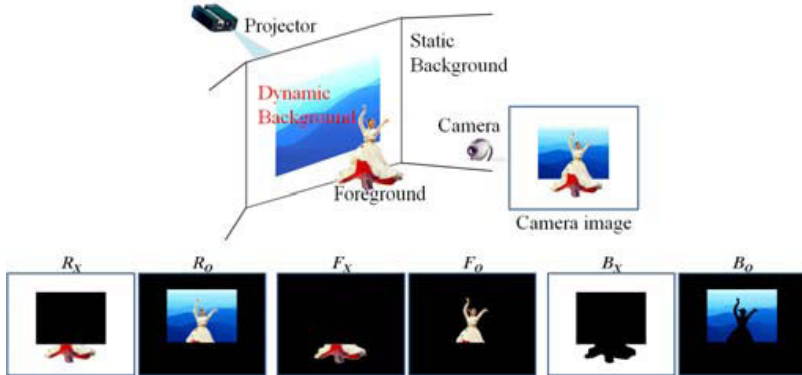 Projector
Static
Background
Dynamic
Background
Camera
Foreground
Camera image
R_X R_O F_X F_O B_X B_O